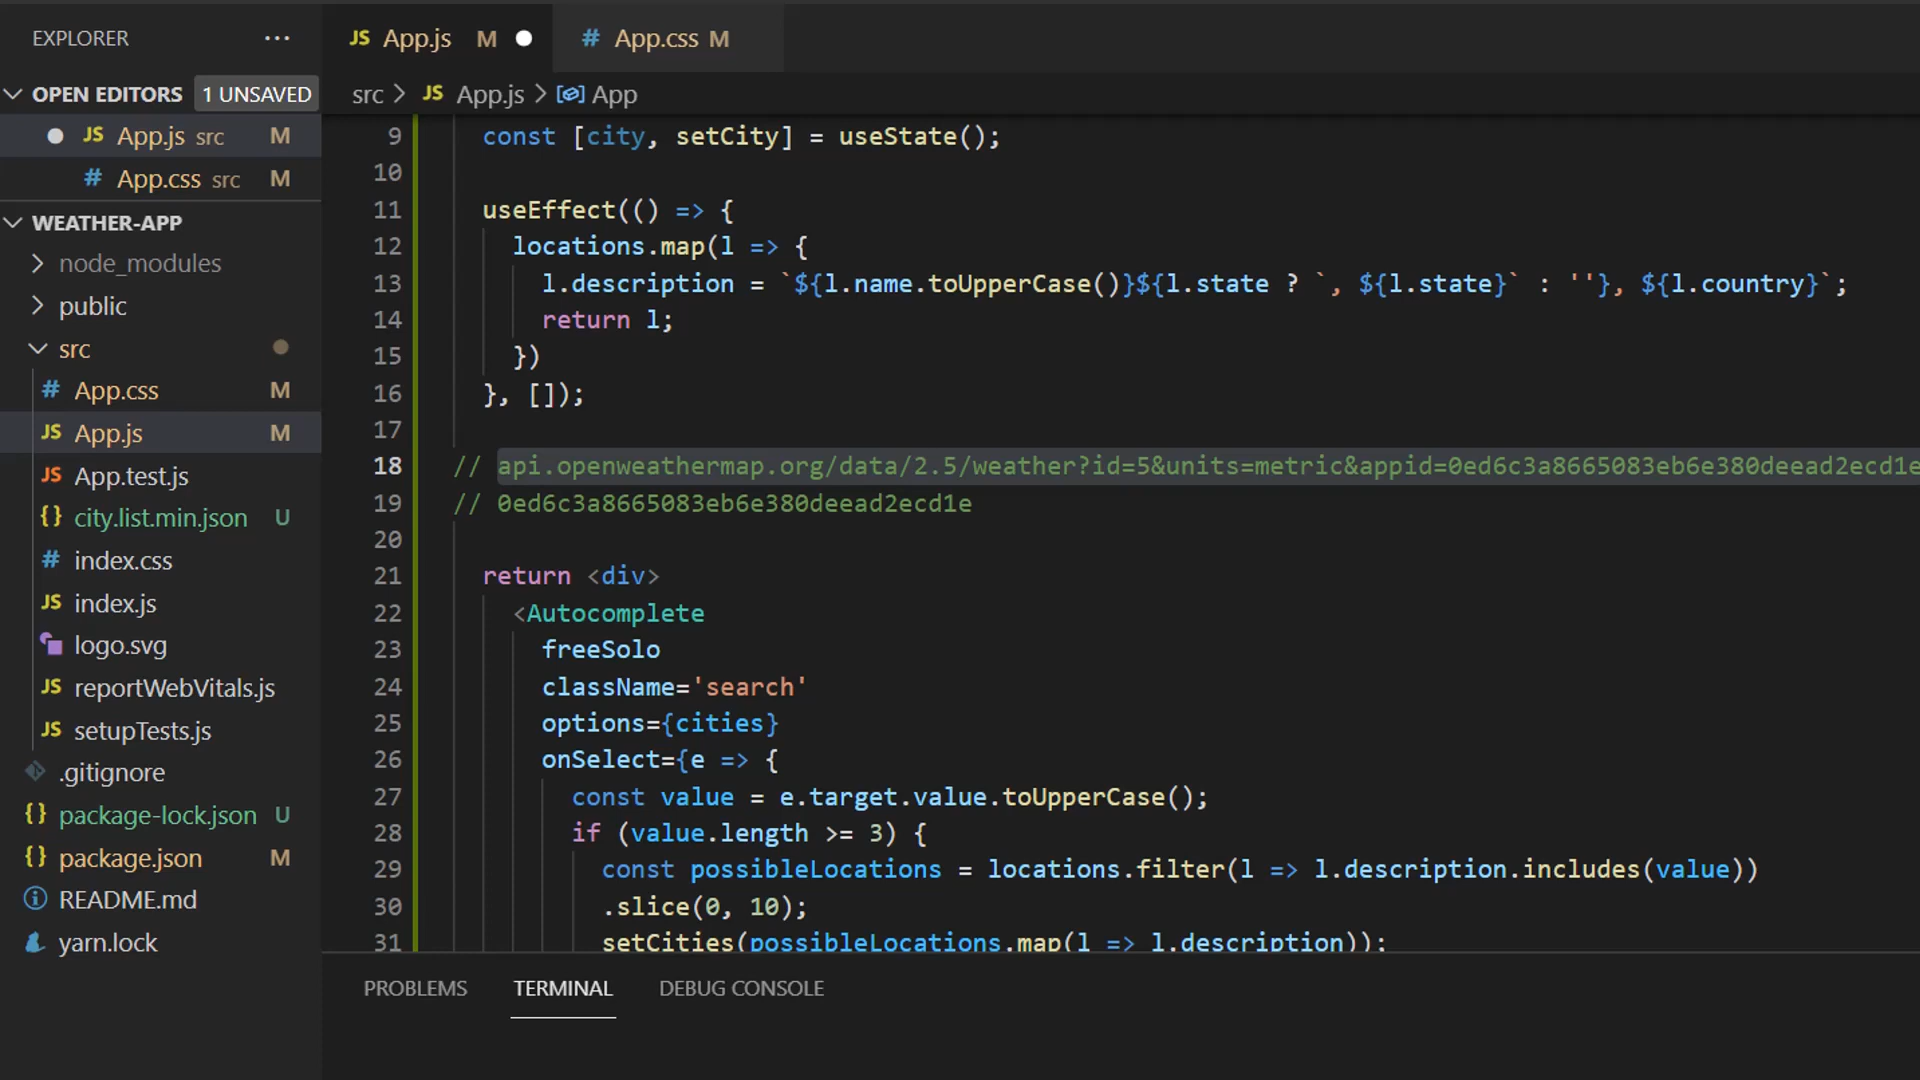 EXPLORER ···
OPEN EDITORS 1 UNSAVED
JS App.js src M
# App.css src M
WEATHER-APP
node_modules
public
src
# App.css M
JS App.js M
JS App.test.js
{} city.list.min.json U
# index.css
JS index.js
logo.svg
JS reportWebVitals.js
JS setupTests.js
.gitignore
{} package-lock.json U
{} package.json M
README.md
yarn.lock
JS App.js M
# App.css M
src > JS App.js > App
9 const [city, setCity] = useState();
10
11 useEffect(() => {
12 locations.map(l => {
13 l.description = `${l.name.toUpperCase()}${l.state ? `, ${l.state}` : ''}, ${l.country}`;
14 return l;
15 })
16 }, []);
17
18 // api.openweathermap.org/data/2.5/weather?id=5&units=metric&appid=0ed6c3a8665083eb6e380deead2ecd1e
19 // 0ed6c3a8665083eb6e380deead2ecd1e
20
21 return <div>
22 <Autocomplete
23 freeSolo
24 className='search'
25 options={cities}
26 onSelect={e => {
27 const value = e.target.value.toUpperCase();
28 if (value.length >= 3) {
29 const possibleLocations = locations.filter(l => l.description.includes(value))
30 .slice(0, 10);
31 setCities(possibleLocations.map(l => l.description));
PROBLEMS TERMINAL DEBUG CONSOLE